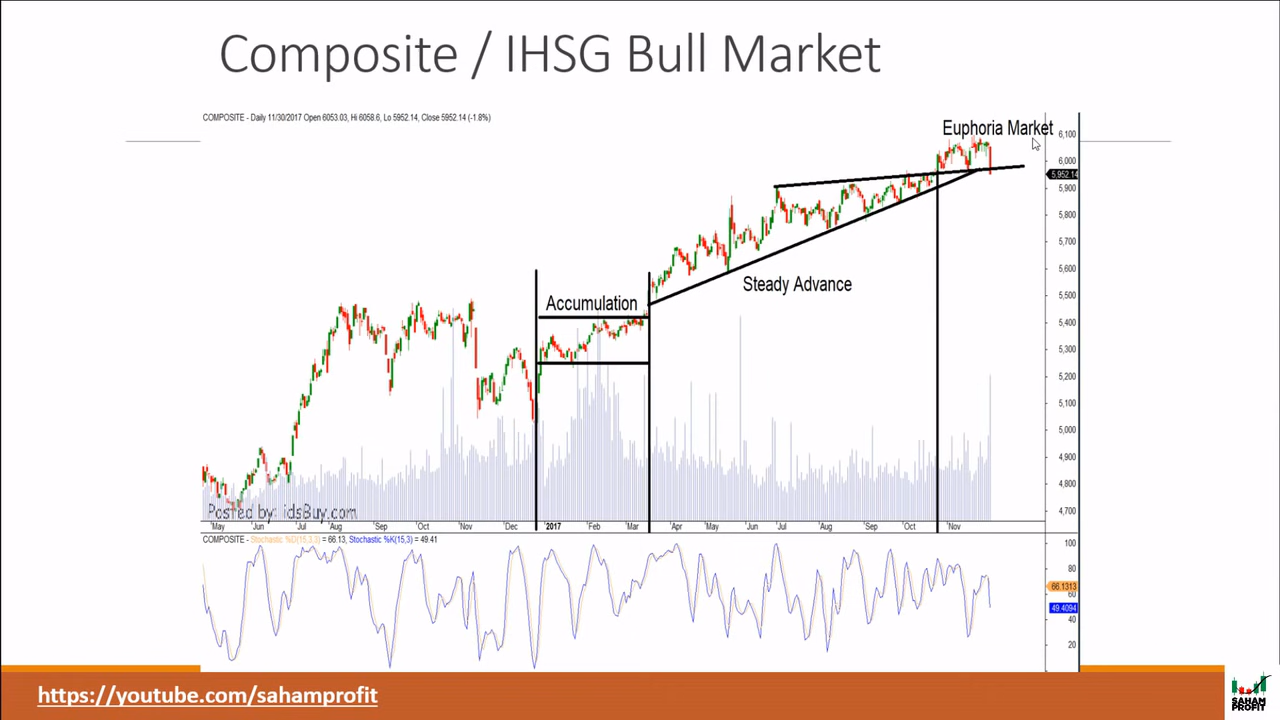 Composite / IHSG Bull Market
COMPOSITE - Daily 11/30/2017 Open 6053.03, Hi 6058.6, Lo 5952.14, Close 5952.14 (-1.8%)
Euphoria Market
6,100
6,000
5,952.14
5,900
5,800
5,700
5,600
5,500
5,400
5,300
5,200
5,100
5,000
4,900
4,800
4,700
Steady Advance
Accumulation
Posted by: idsBuy.com
May Jun Jul Aug Sep Oct Nov Dec 2017 Feb Mar Apr May Jun Jul Aug Sep Oct Nov
COMPOSITE - Stochastic %D(15,3,3) = 66.13, Stochastic %K(15,3) = 49.41
100
80
66.1313
60
49.4094
40
20
https://youtube.com/sahamprofit
SAHAM
PROFIT